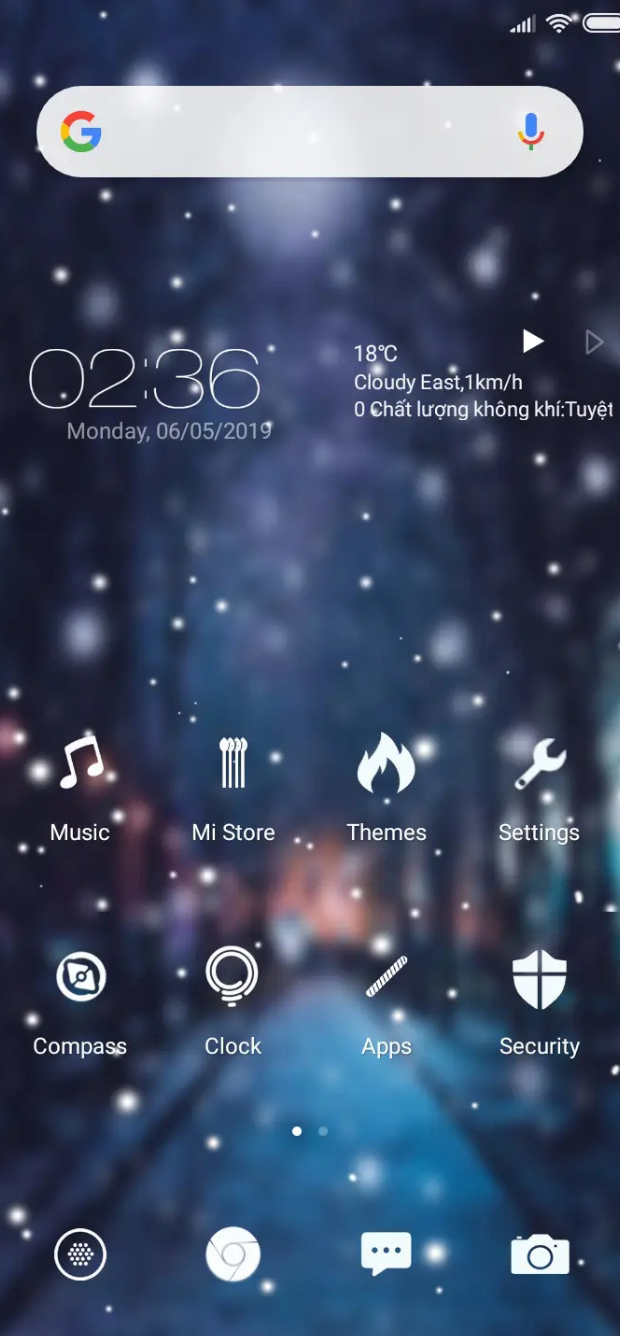 02:36
Monday, 06/05/2019
18℃
Cloudy East,1km/h
0 Chất lượng không khí:Tuyệt
Music
Mi Store
Themes
Settings
Compass
Clock
Apps
Security